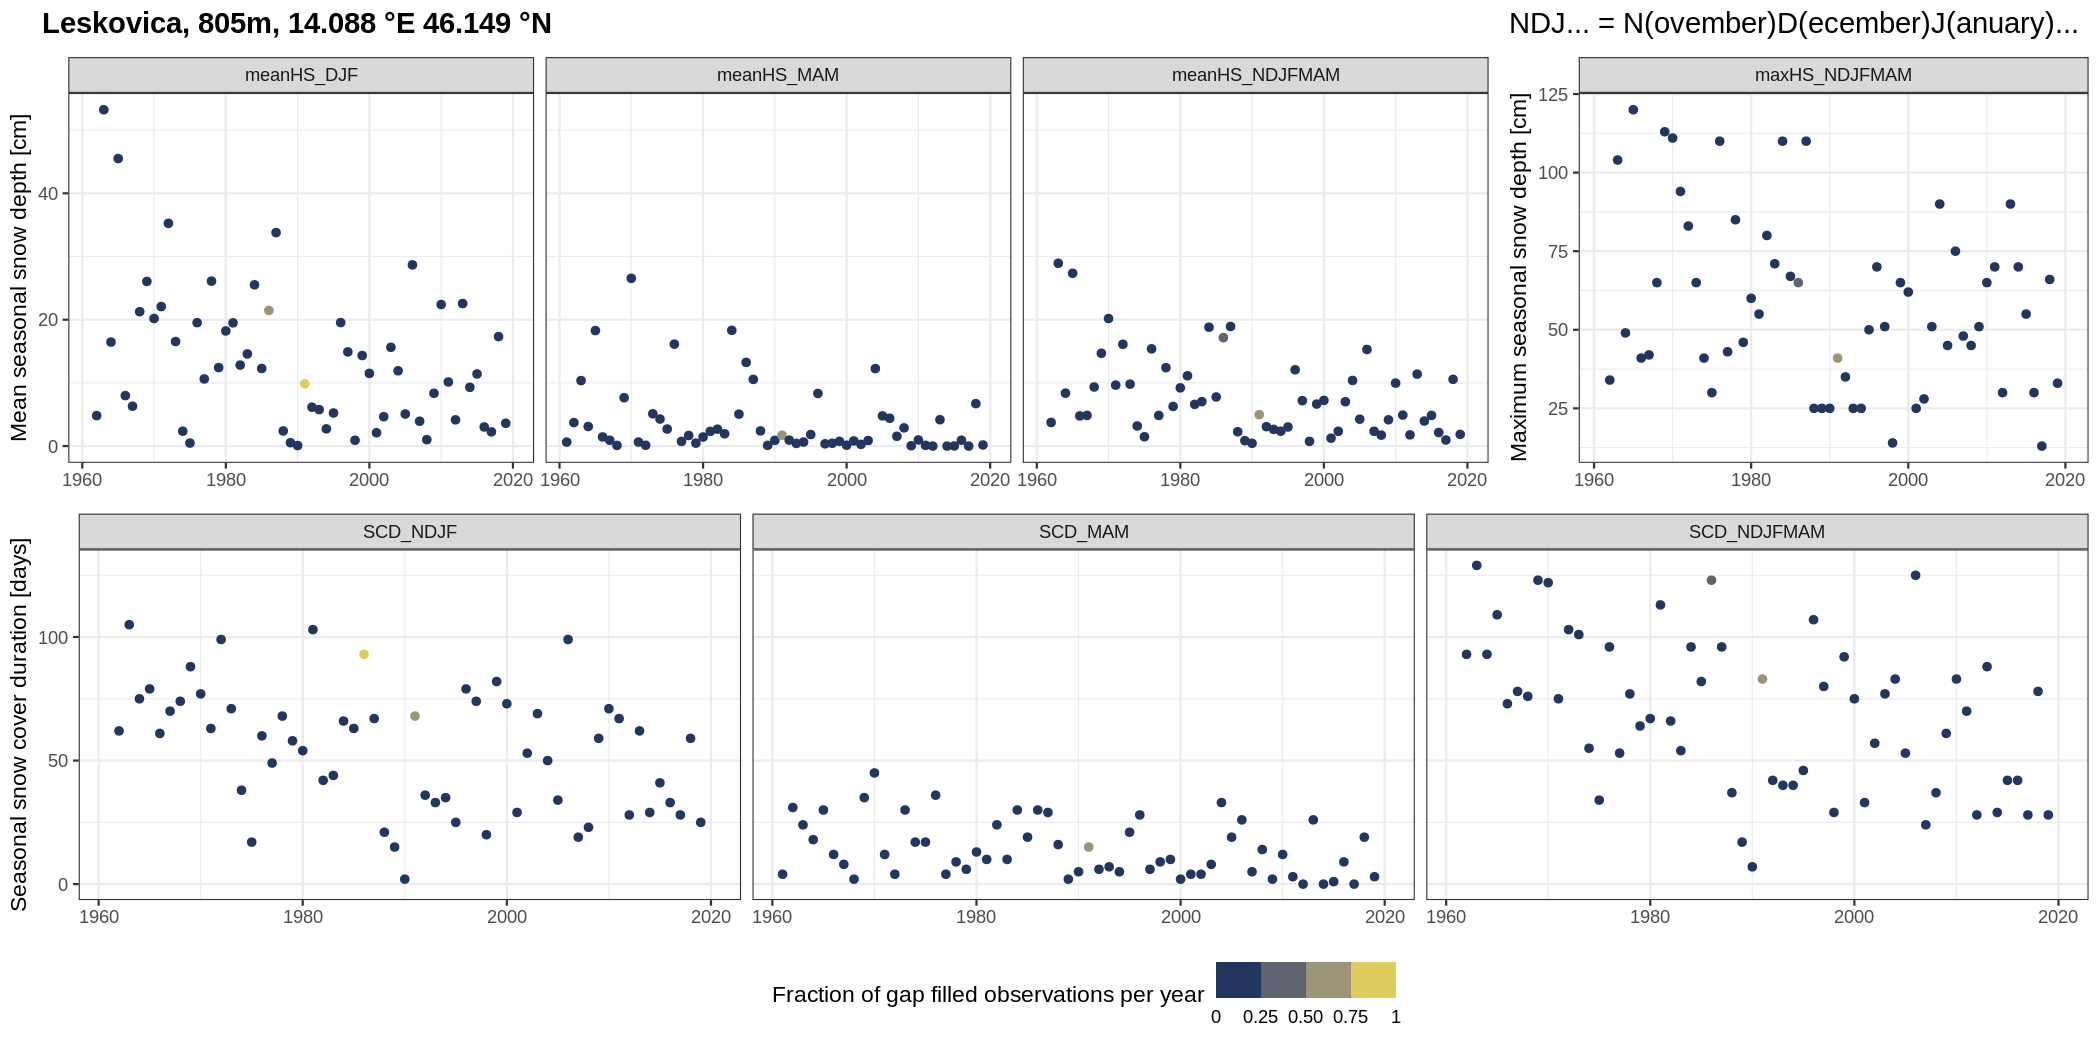 Leskovica, 805m, 14.088 °E 46.149 °N
NDJ... = N(ovember)D(ecember)J(anuary)...
meanHS_DJF
meanHS_MAM
meanHS_NDJFMAM
maxHS_NDJFMAM
Mean seasonal snow depth [cm]
40
20
0
1960 1980 2000 2020
1960 1980 2000 2020
1960 1980 2000 2020
Maximum seasonal snow depth [cm]
125
100
75
50
25
1960 1980 2000 2020
SCD_NDJF
SCD_MAM
SCD_NDJFMAM
Seasonal snow cover duration [days]
100
50
0
1960 1980 2000 2020
1960 1980 2000 2020
1960 1980 2000 2020
Fraction of gap filled observations per year
0 0.25 0.50 0.75 1